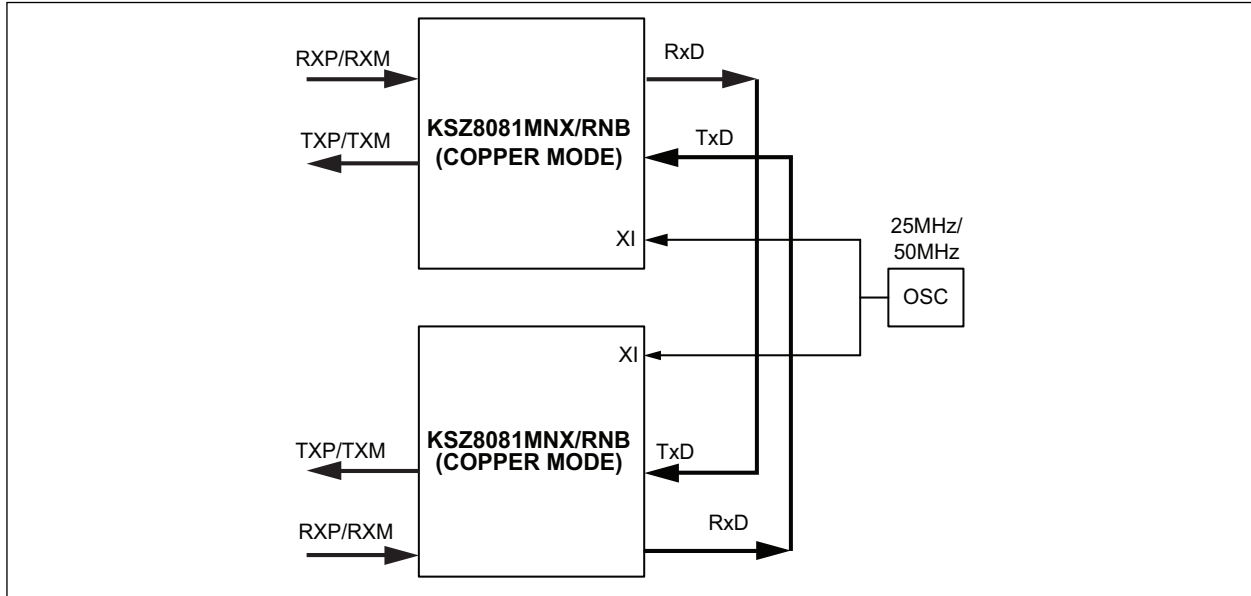 RXP/RXM
RxD
KSZ8081MNX/RNB
(COPPER MODE)
TXP/TXM
TxD
XI
25MHz/
50MHz
OSC
XI
KSZ8081MNX/RNB
(COPPER MODE)
TXP/TXM
TxD
RXP/RXM
RxD